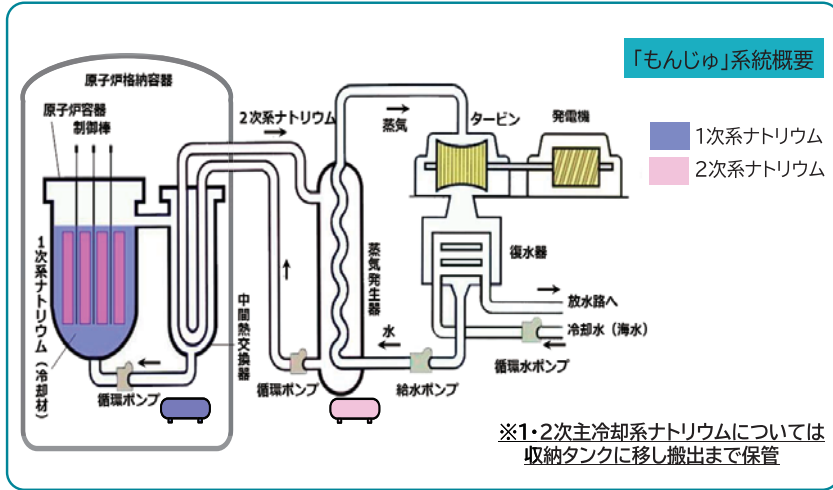 「もんじゅ」系統概要
原子炉格納容器
原子炉容器
制御棒
2次系ナトリウム
蒸気
タービン
発電機
1次系ナトリウム
2次系ナトリウム
1次系ナトリウム(冷却材)
中間熱交換器
蒸気発生器
復水器
水
放水路へ
冷却水(海水)
循環ポンプ
循環ポンプ
給水ポンプ
循環水ポンプ
※1・2次主冷却系ナトリウムについては
収納タンクに移し搬出まで保管